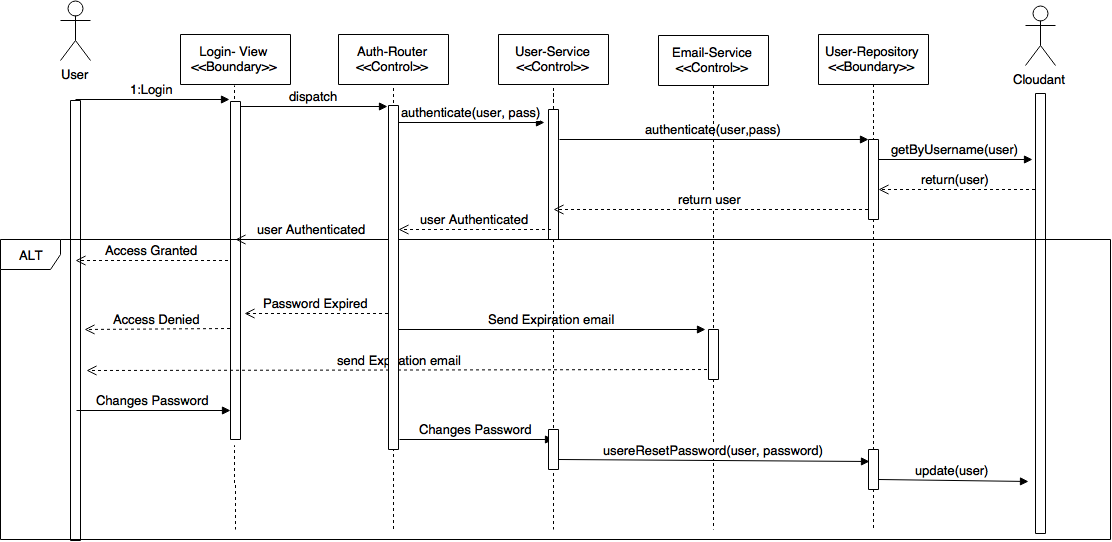 User
Login- View
<<Boundary>>
Auth-Router
<<Control>>
User-Service
<<Control>>
Email-Service
<<Control>>
User-Repository
<<Boundary>>
Cloudant
1:Login
dispatch
authenticate(user, pass)
authenticate(user,pass)
getByUsername(user)
return(user)
return user
user Authenticated
user Authenticated
ALT
Access Granted
Password Expired
Access Denied
Send Expiration email
send Expiration email
Changes Password
Changes Password
usereResetPassword(user, password)
update(user)